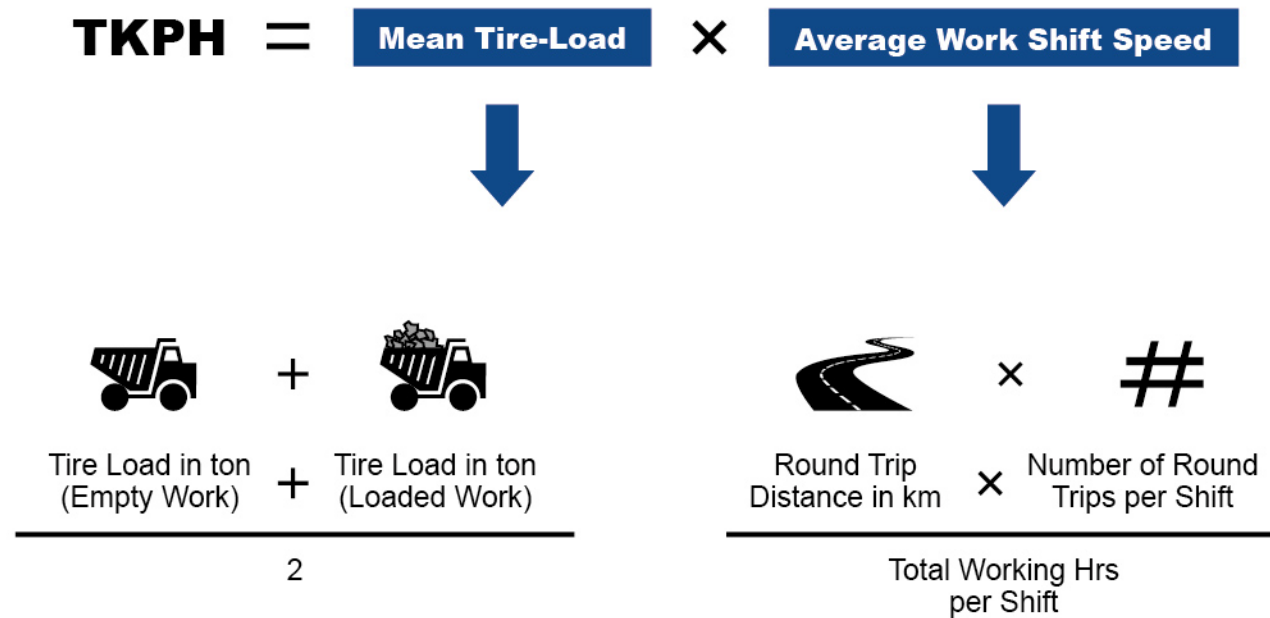 TKPH = Mean Tire-Load × Average Work Shift Speed
+ × #
Tire Load in ton + Tire Load in ton
(Empty Work) (Loaded Work)
2
Round Trip × Number of Round
Distance in km Trips per Shift
Total Working Hrs
per Shift